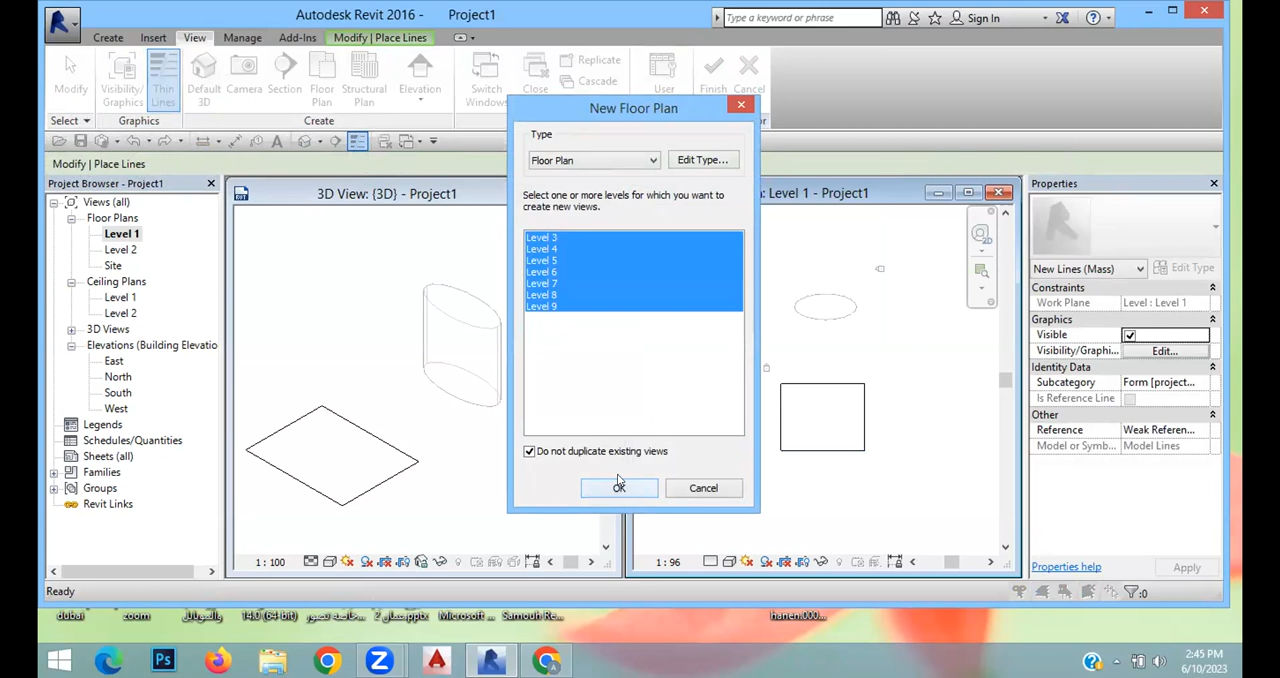 Autodesk Revit 2016 - Project1
Type a keyword or phrase
Sign In
Create Insert View Manage Add-Ins Modify | Place Lines
Modify
Visibility/ Graphics
Thin Lines
Default 3D
Camera
Section
Floor Plan
Structural Plan
Elevation
Switch Windows
Close
Replicate
Cascade
User
Finish
Cancel
Select
Graphics
Create
Modify | Place Lines
Project Browser - Project1
Views (all)
Floor Plans
Level 1
Level 2
Site
Ceiling Plans
Level 1
Level 2
3D Views
Elevations (Building Elevatio
East
North
South
West
Legends
Schedules/Quantities
Sheets (all)
Families
Groups
Revit Links
3D View: {3D} - Project1
1 : 100
New Floor Plan
Type
Floor Plan
Edit Type...
Select one or more levels for which you want to
create new views.
Level 3
Level 4
Level 5
Level 6
Level 7
Level 8
Level 9
Do not duplicate existing views
OK
Cancel
Level 1 - Project1
2D
1 : 96
Properties
New Lines (Mass)
Edit Type
Constraints
Work Plane Level : Level 1
Graphics
Visible
Visibility/Graphi... Edit...
Identity Data
Subcategory Form [project...
Is Reference Line
Other
Reference Weak Referen...
Model or Symb... Model Lines
Properties help
Apply
Ready
:0
dubai
zoom
14.0 (64-bit)
Microsoft ...
Samouh Re...
hanen.000...
2:45 PM
6/10/2023